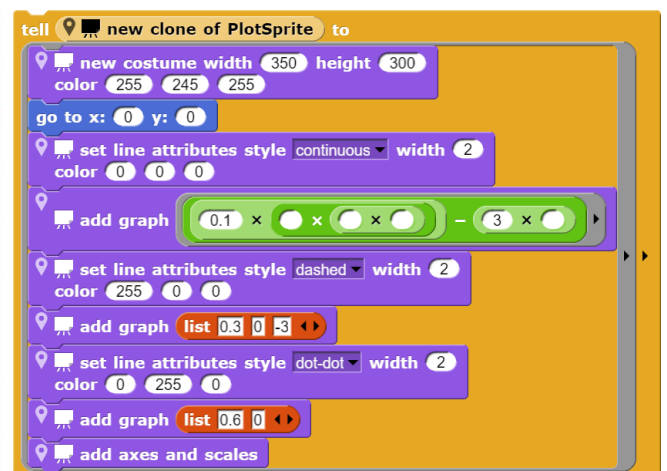 tell new clone of PlotSprite to
new costume width 350 height 300
color 255 245 255
go to x: 0 y: 0
set line attributes style continuous width 2
color 0 0 0
add graph 0.1 × × × − 3 ×
set line attributes style dashed width 2
color 255 0 0
add graph list 0.3 0 -3
set line attributes style dot-dot width 2
color 0 255 0
add graph list 0.6 0
add axes and scales